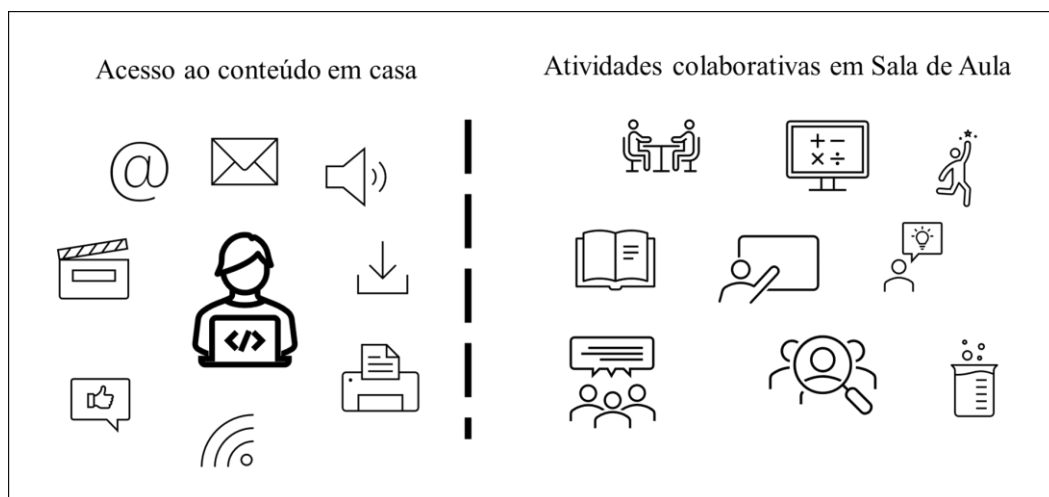 Acesso ao conteúdo em casa
Atividades colaborativas em Sala de Aula
@
</>
+ −
× ÷